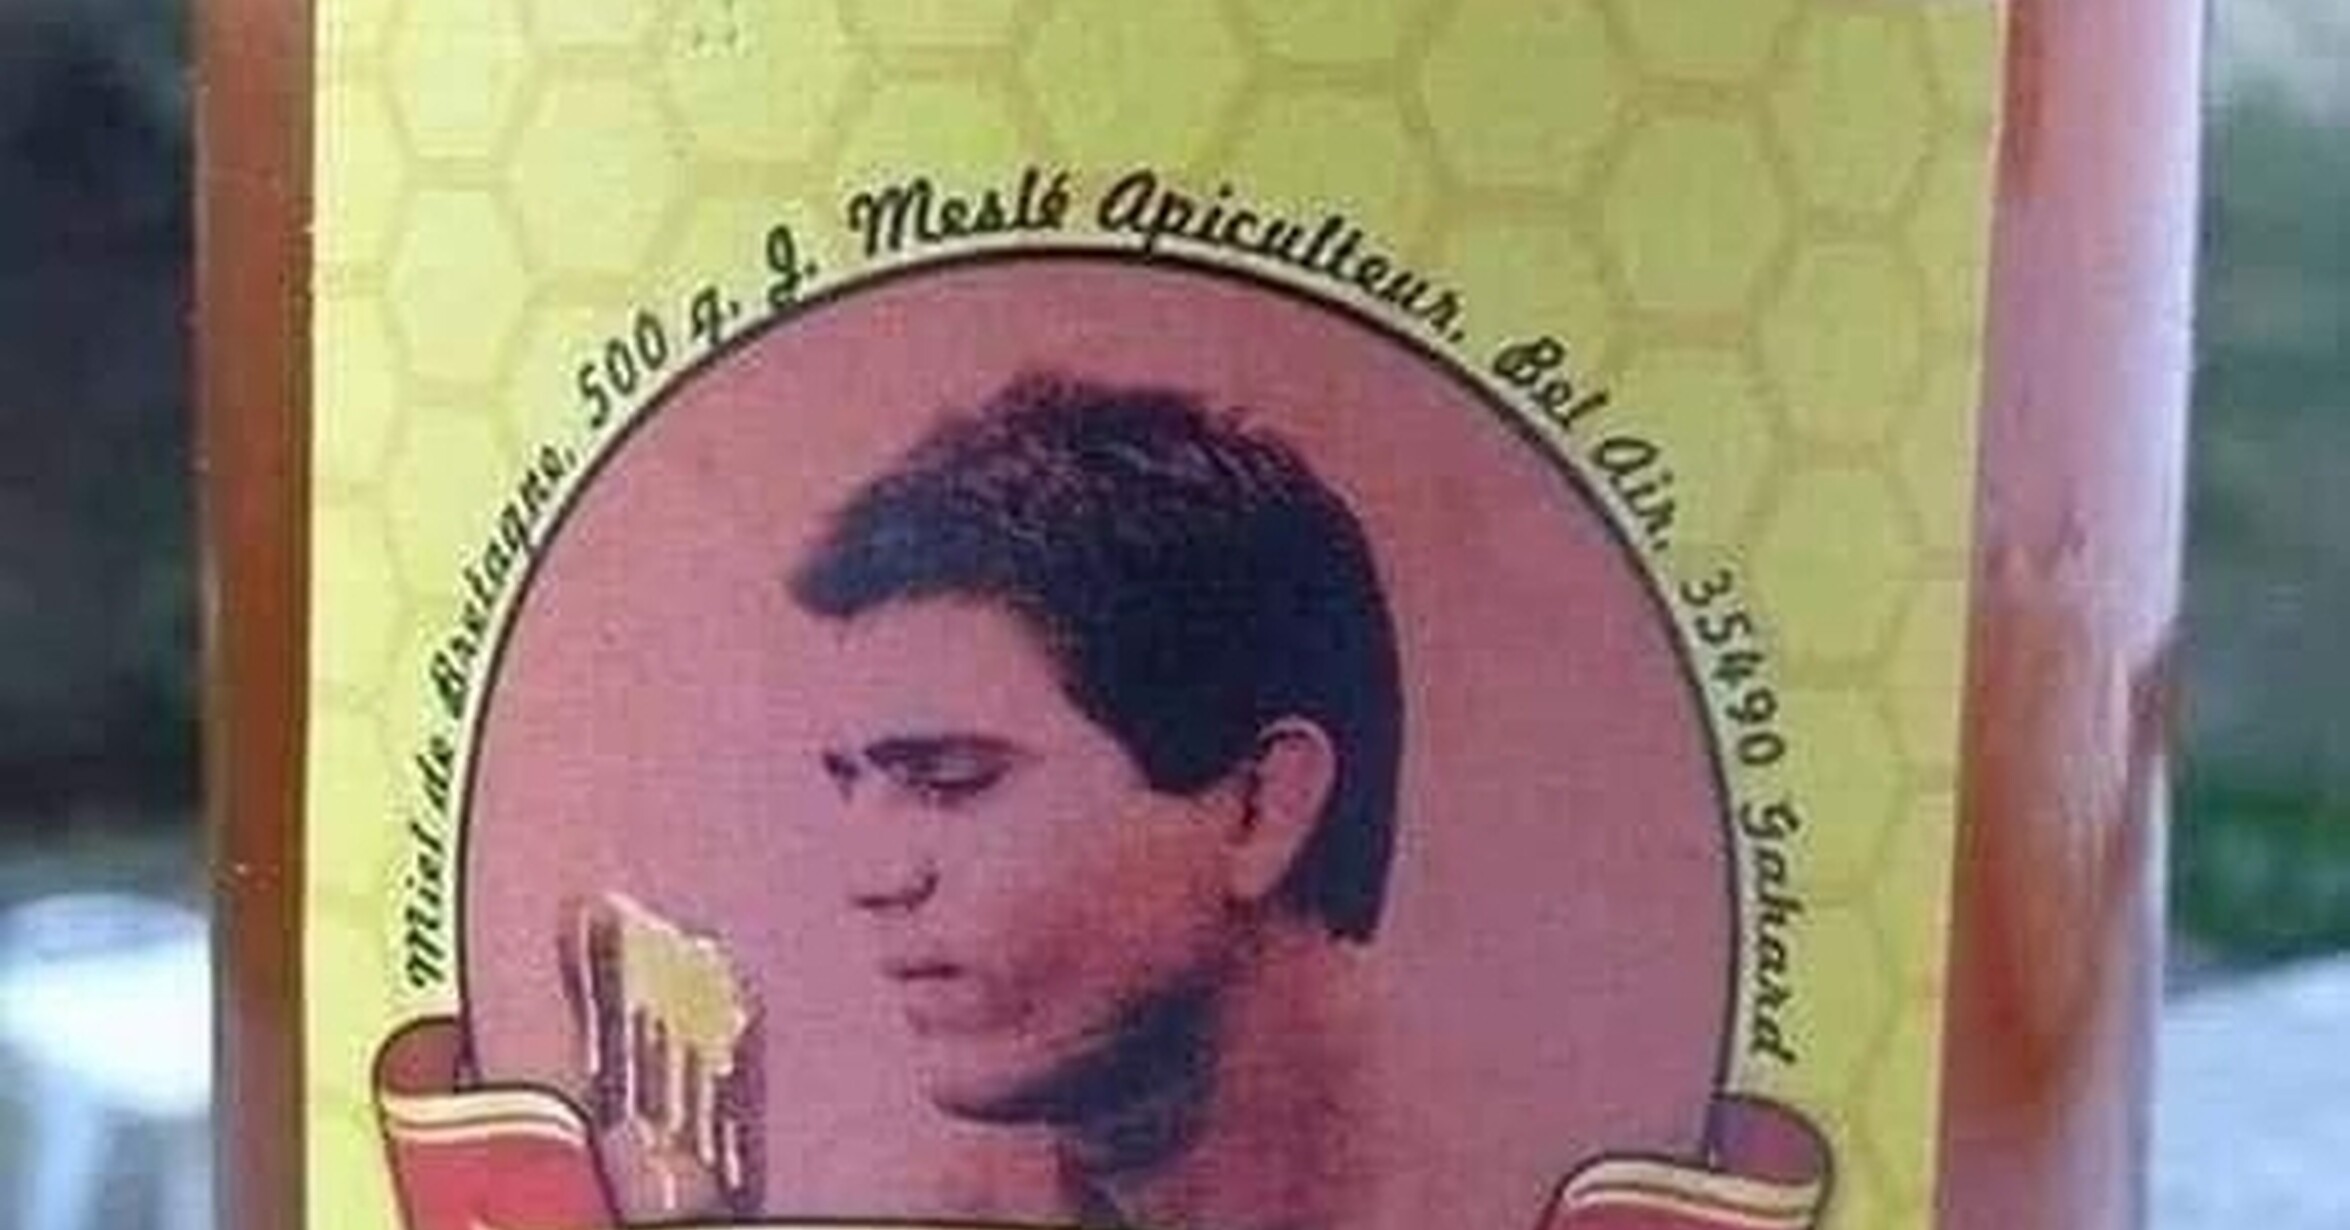 Miel de Bretagne, 500 g, J. Meslé Apiculteur, Bel Air, 35490 Gahard